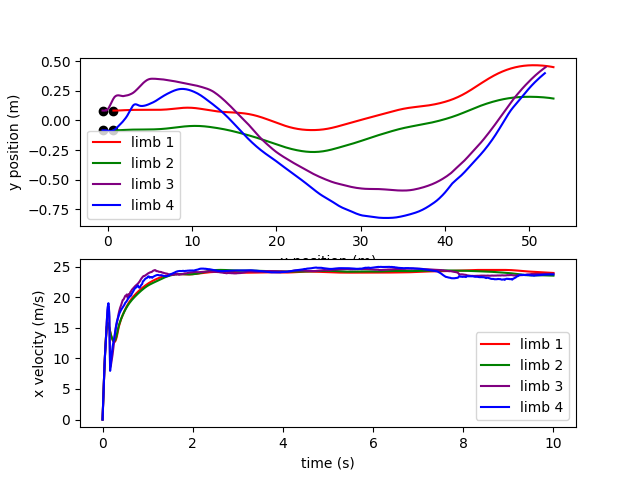 0.50
0.25
0.00
−0.25
−0.50
−0.75
y position (m)
limb 1
limb 2
limb 3
limb 4
0 10 20 30 40 50
x position (m)
25
20
15
10
5
0
x velocity (m/s)
limb 1
limb 2
limb 3
limb 4
0 2 4 6 8 10
time (s)